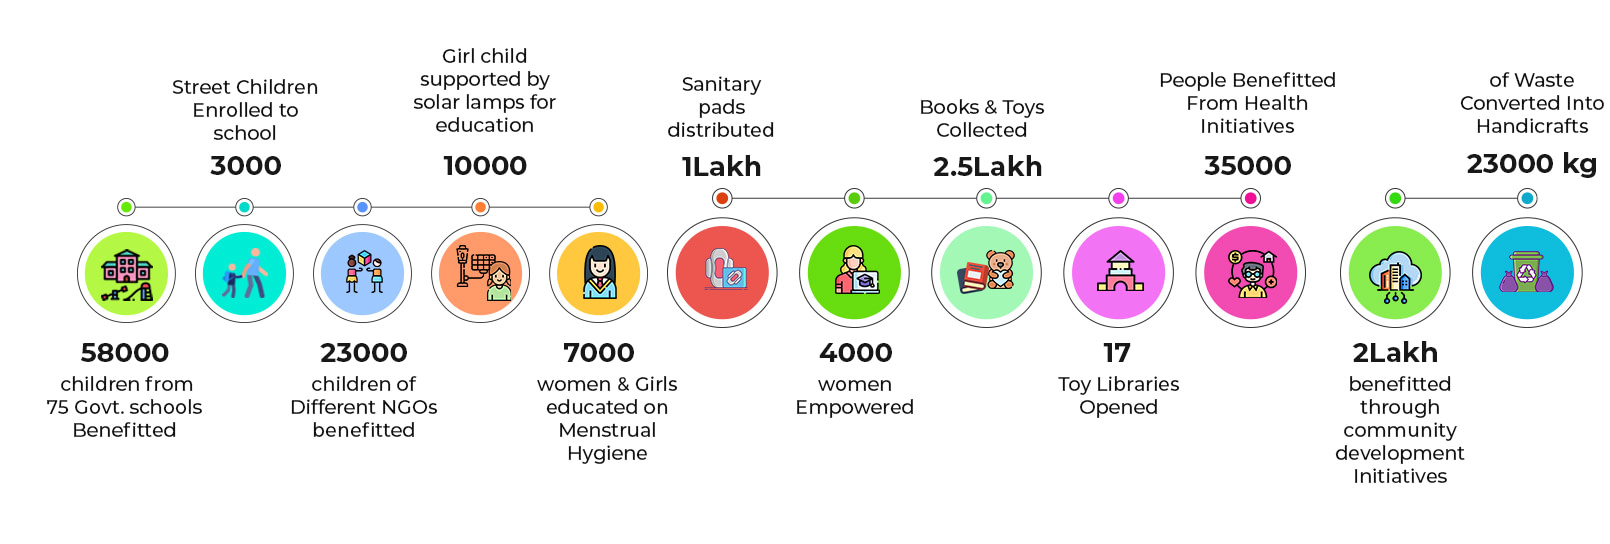 58000
children from
75 Govt. schools
Benefitted
Street Children
Enrolled to
school
3000
23000
children of
Different NGOs
benefitted
Girl child
supported by
solar lamps for
education
10000
7000
women & Girls
educated on
Menstrual
Hygiene
Sanitary
pads
distributed
1Lakh
4000
women
Empowered
Books & Toys
Collected
2.5Lakh
17
Toy Libraries
Opened
People Benefitted
From Health
Initiatives
35000
2Lakh
benefitted
through
community
development
Initiatives
of Waste
Converted Into
Handicrafts
23000 kg